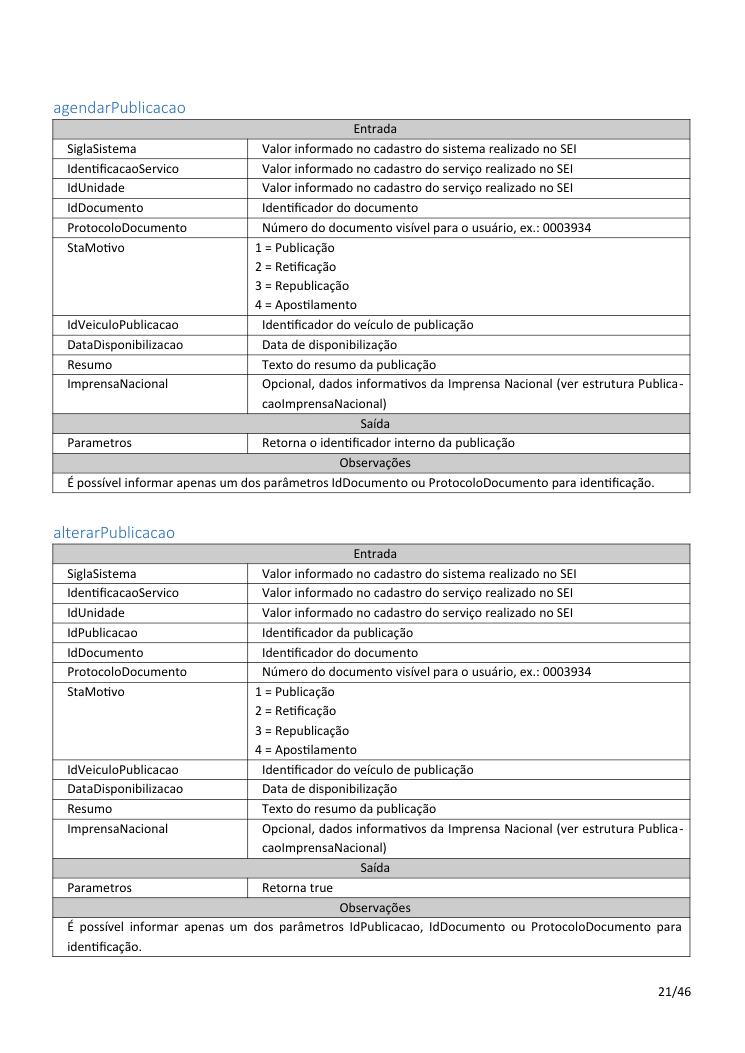 agendarPublicacao
Entrada
SiglaSistema Valor informado no cadastro do sistema realizado no SEI
IdentificacaoServico Valor informado no cadastro do serviço realizado no SEI
IdUnidade Valor informado no cadastro do serviço realizado no SEI
IdDocumento Identificador do documento
ProtocoloDocumento Número do documento visível para o usuário, ex.: 0003934
StaMotivo 1 = Publicação
2 = Retificação
3 = Republicação
4 = Apostilamento
IdVeiculoPublicacao Identificador do veículo de publicação
DataDisponibilizacao Data de disponibilização
Resumo Texto do resumo da publicação
ImprensaNacional Opcional, dados informativos da Imprensa Nacional (ver estrutura Publica-
caoImprensaNacional)
Saída
Parametros Retorna o identificador interno da publicação
Observações
É possível informar apenas um dos parâmetros IdDocumento ou ProtocoloDocumento para identificação.
alterarPublicacao
Entrada
SiglaSistema Valor informado no cadastro do sistema realizado no SEI
IdentificacaoServico Valor informado no cadastro do serviço realizado no SEI
IdUnidade Valor informado no cadastro do serviço realizado no SEI
IdPublicacao Identificador da publicação
IdDocumento Identificador do documento
ProtocoloDocumento Número do documento visível para o usuário, ex.: 0003934
StaMotivo 1 = Publicação
2 = Retificação
3 = Republicação
4 = Apostilamento
IdVeiculoPublicacao Identificador do veículo de publicação
DataDisponibilizacao Data de disponibilização
Resumo Texto do resumo da publicação
ImprensaNacional Opcional, dados informativos da Imprensa Nacional (ver estrutura Publica-
caoImprensaNacional)
Saída
Parametros Retorna true
Observações
É possível informar apenas um dos parâmetros IdPublicacao, IdDocumento ou ProtocoloDocumento para
identificação.
21/46